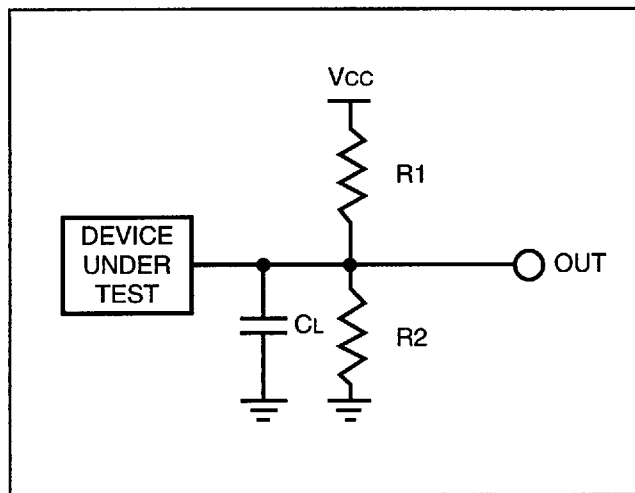 VCC
R1
DEVICE
UNDER
TEST
OUT
CL
R2